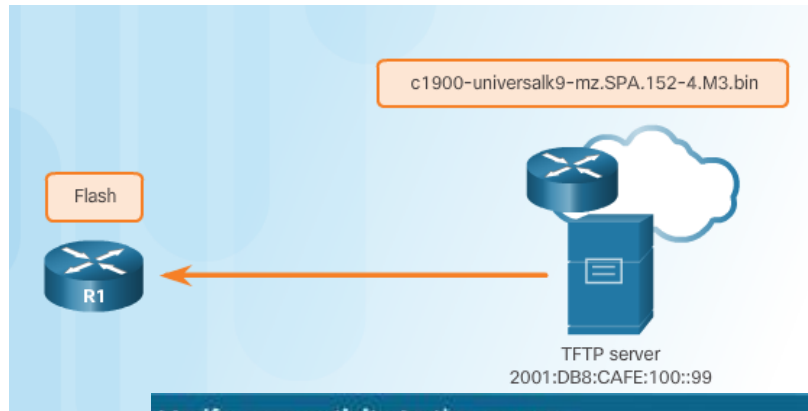 c1900-universalk9-mz.SPA.152-4.M3.bin
Flash
R1
TFTP server
2001:DB8:CAFE:100::99